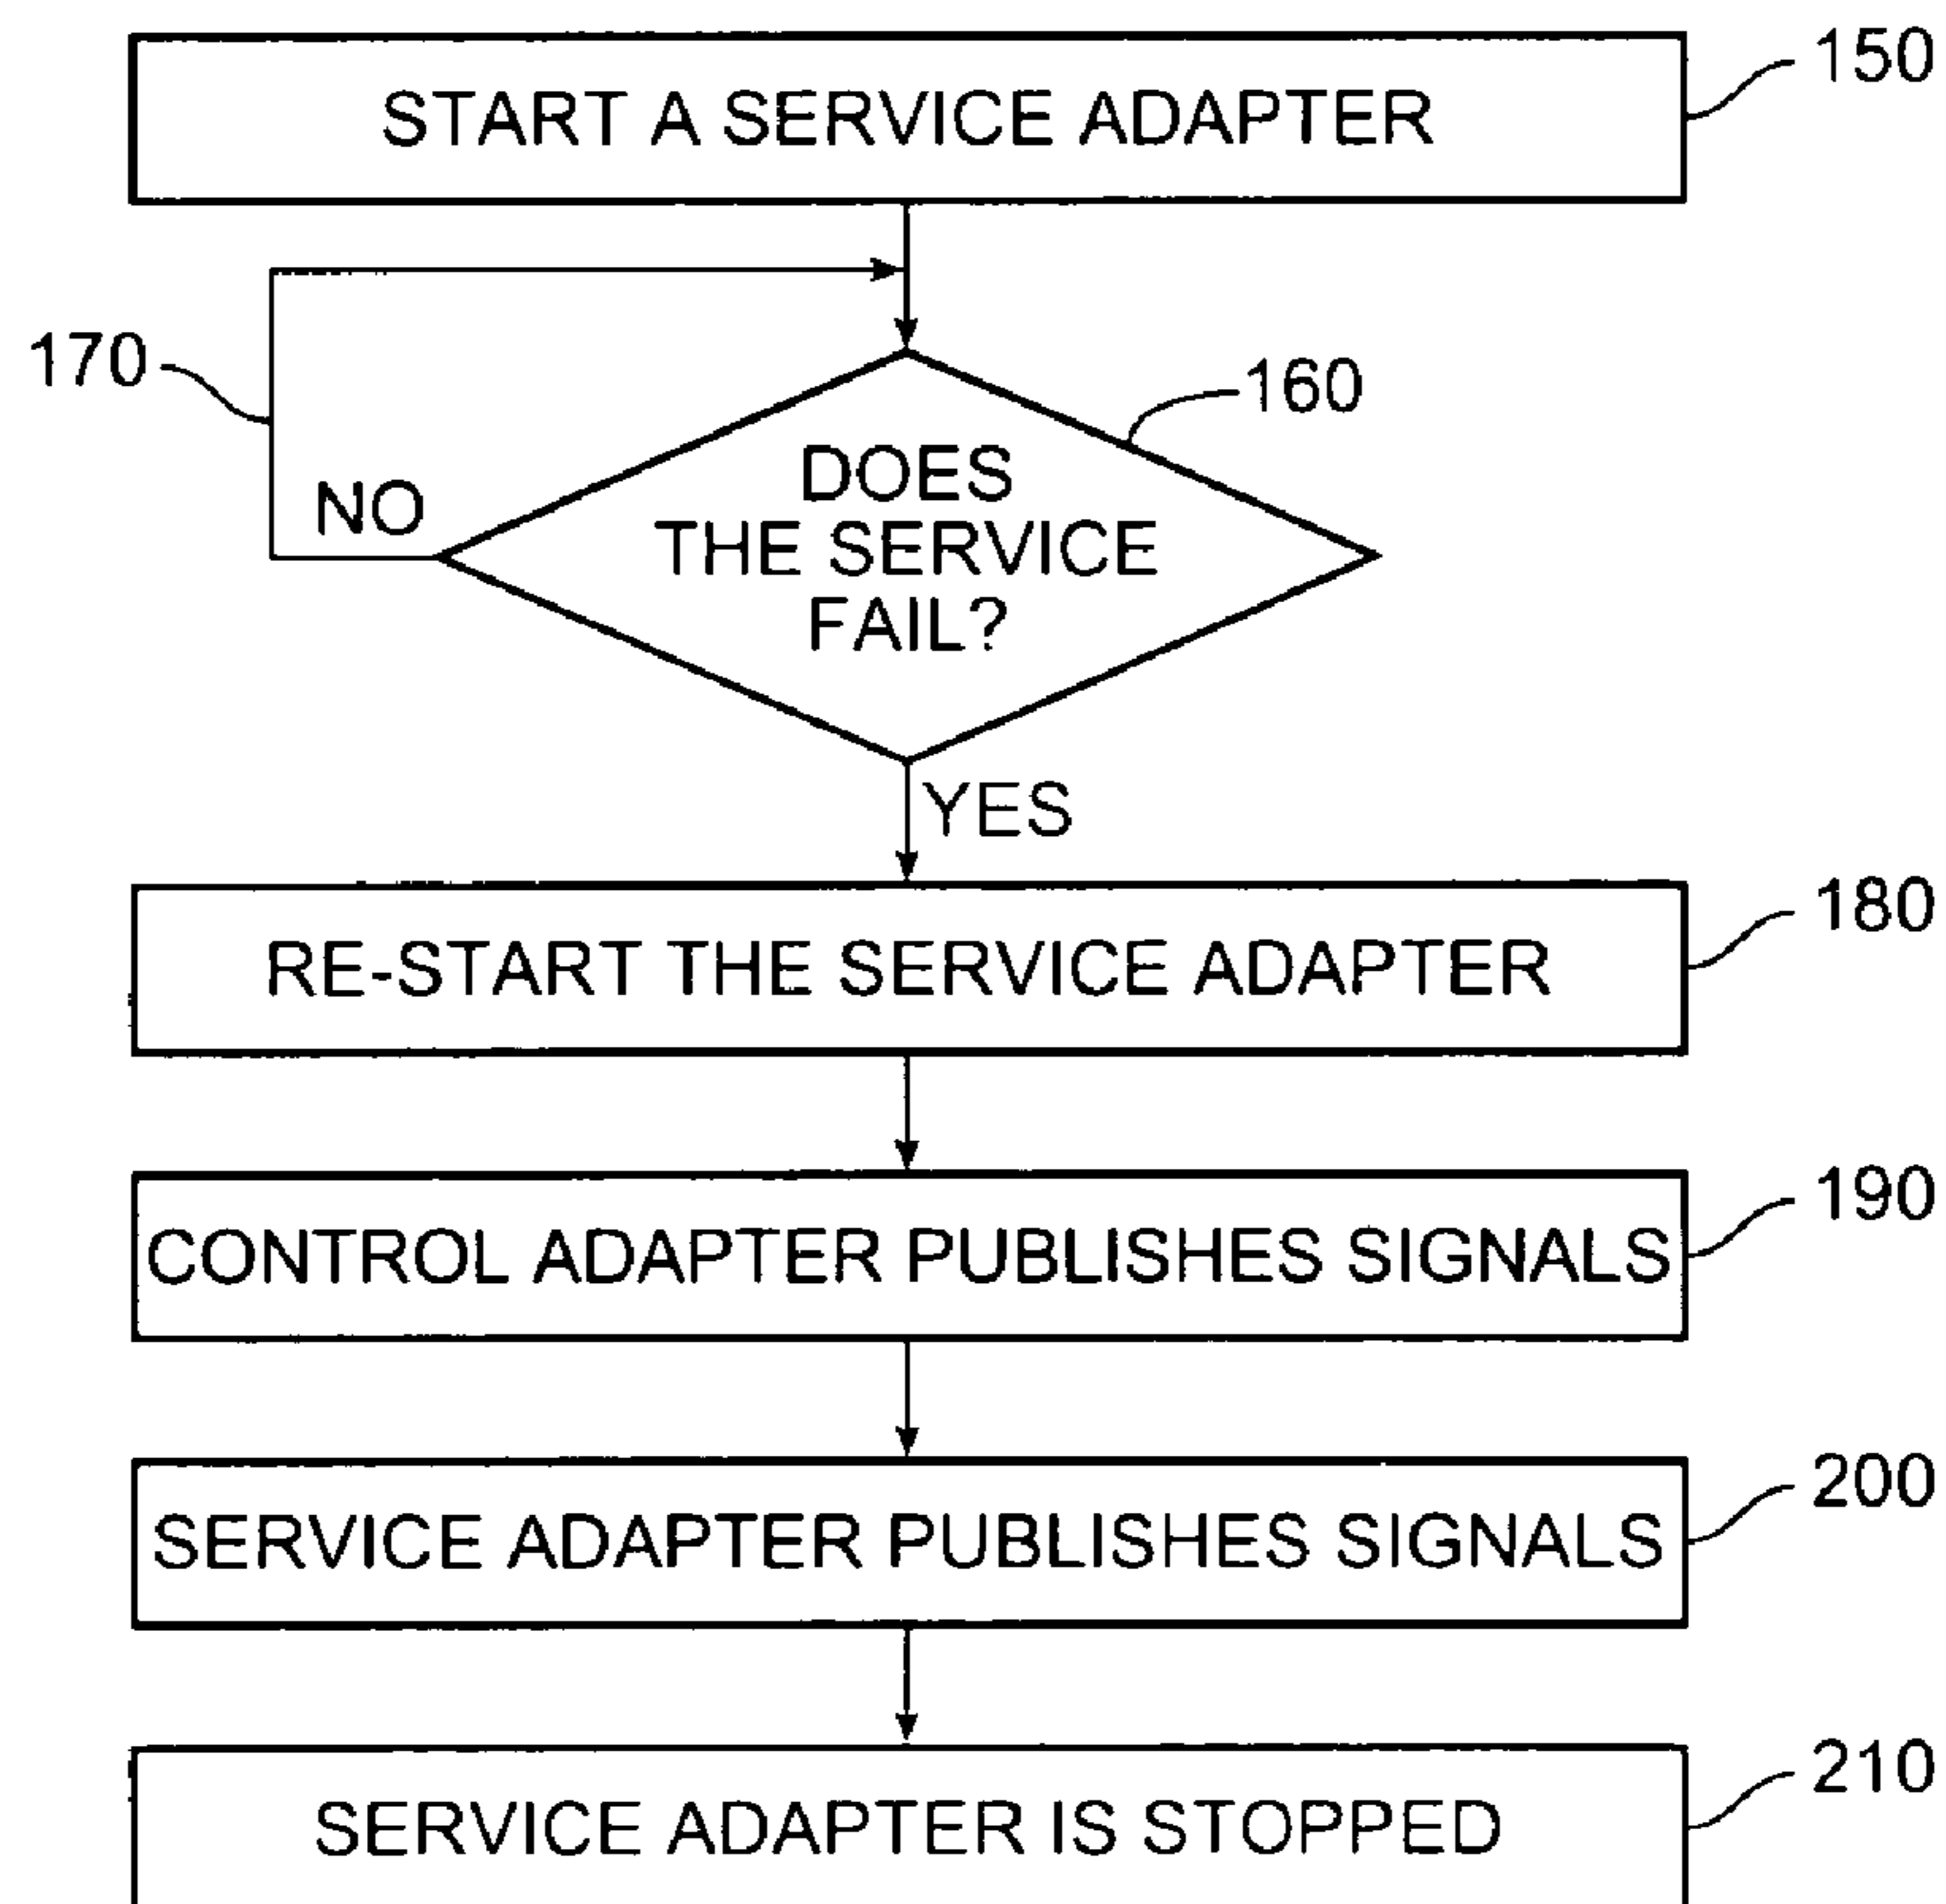 START A SERVICE ADAPTER
150
170
160
DOES
THE SERVICE
FAIL?
NO
YES
RE-START THE SERVICE ADAPTER
180
CONTROL ADAPTER PUBLISHES SIGNALS
190
SERVICE ADAPTER PUBLISHES SIGNALS
200
SERVICE ADAPTER IS STOPPED
210